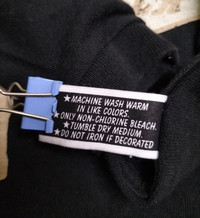 ★MACHINE WASH WARM
IN LIKE COLORS.
★ONLY NON-CHLORINE BLEACH.
★TUMBLE DRY MEDIUM.
★DO NOT IRON IF DECORATED